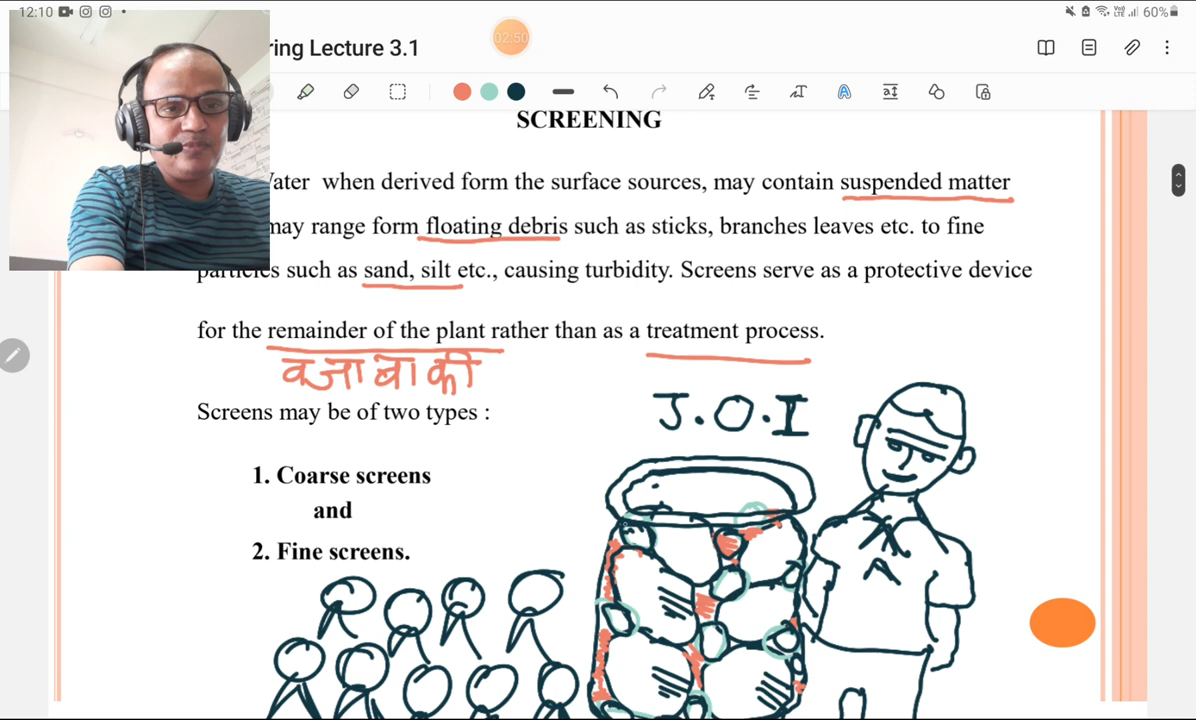 12:10
60%
ring Lecture 3.1
02:50
SCREENING
ater when derived form the surface sources, may contain suspended matter
may range form floating debris such as sticks, branches leaves etc. to fine
particles such as sand, silt etc., causing turbidity. Screens serve as a protective device
for the remainder of the plant rather than as a treatment process.
वजा बाकी
Screens may be of two types :
J.O.I
1. Coarse screens
and
2. Fine screens.